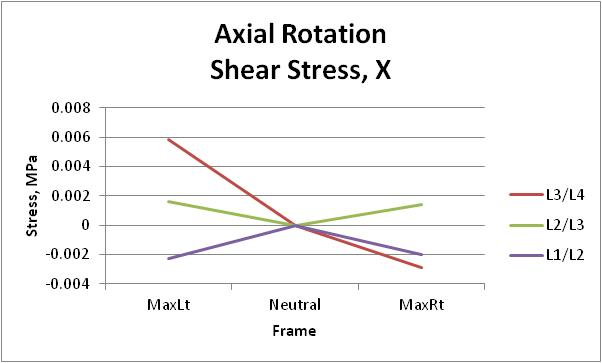 Axial Rotation
Shear Stress, X
Stress, MPa
0.008
0.006
0.004
0.002
0
-0.002
-0.004
MaxLt Neutral MaxRt
Frame
L3/L4
L2/L3
L1/L2